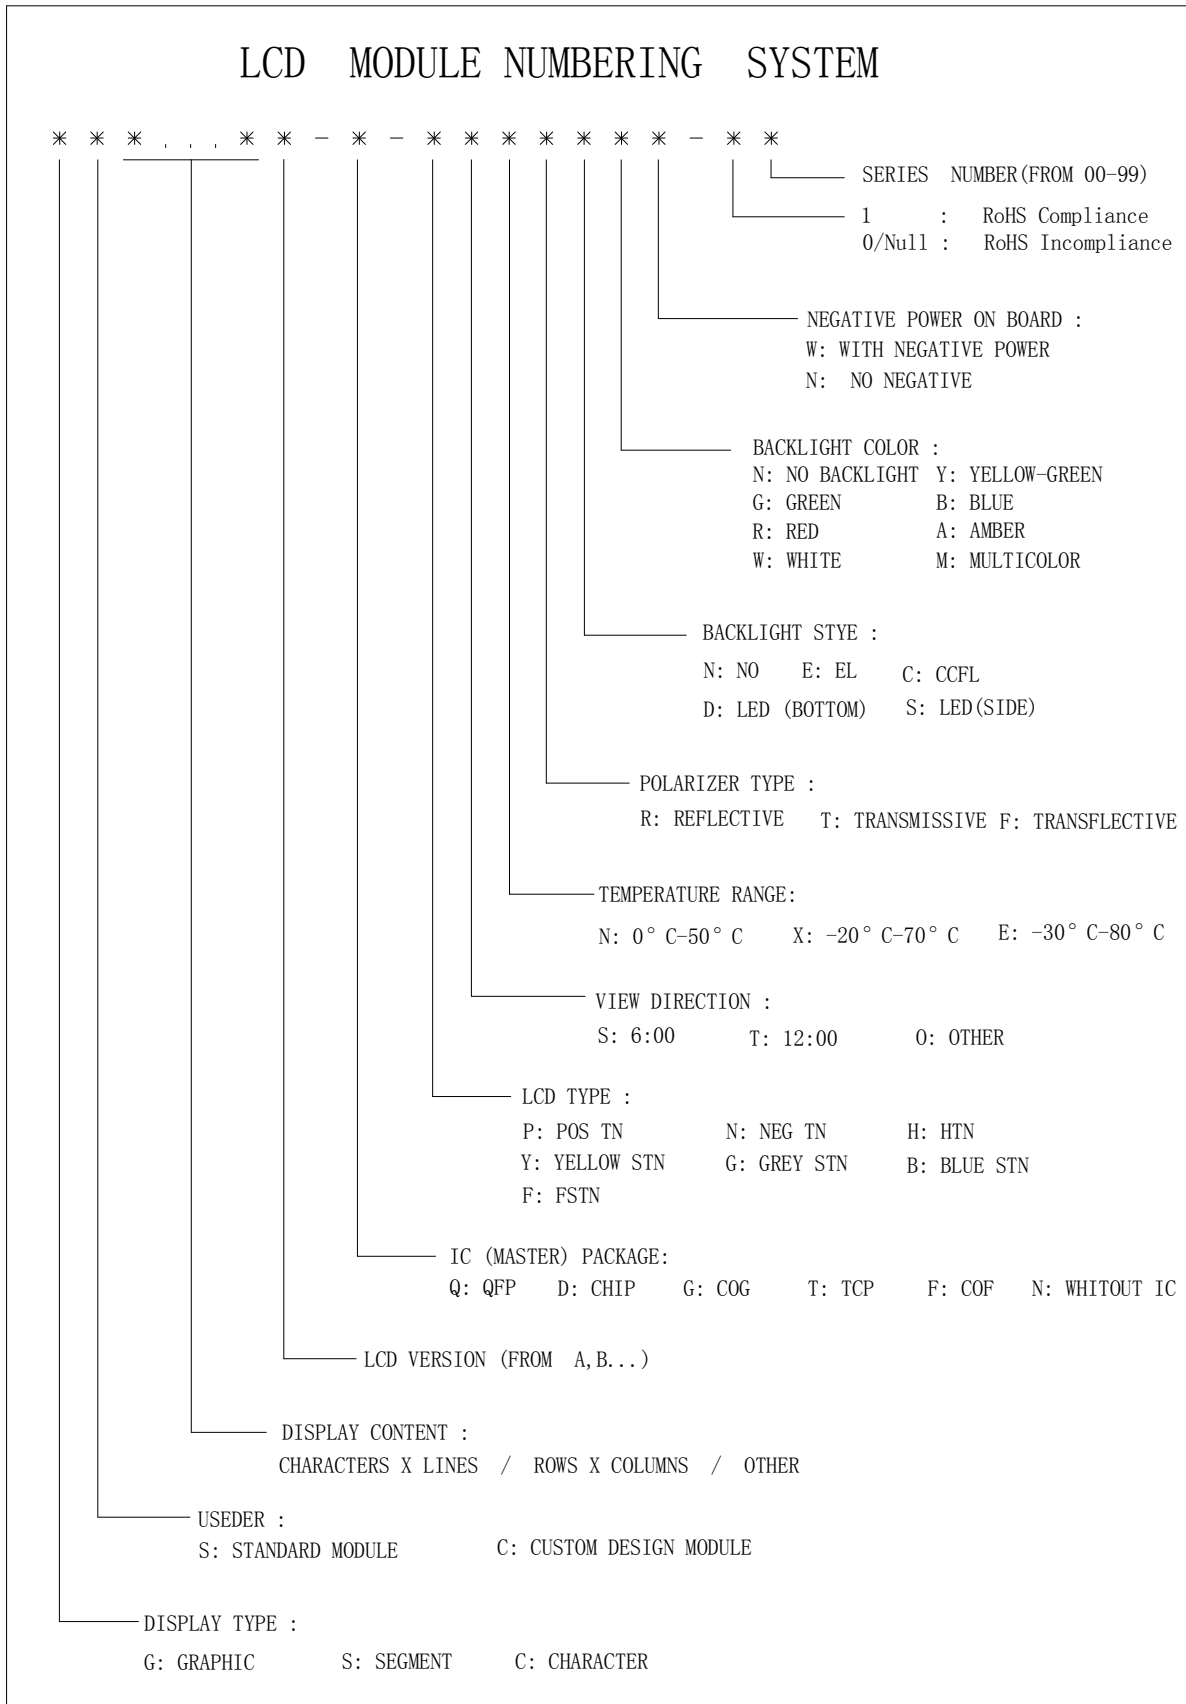 LCD MODULE NUMBERING SYSTEM
* * * . . . * * - * - * * * * * * * - * *
SERIES NUMBER(FROM 00-99)
1 : RoHS Compliance
0/Null : RoHS Incompliance
NEGATIVE POWER ON BOARD :
W: WITH NEGATIVE POWER
N: NO NEGATIVE
BACKLIGHT COLOR :
N: NO BACKLIGHT Y: YELLOW-GREEN
G: GREEN B: BLUE
R: RED A: AMBER
W: WHITE M: MULTICOLOR
BACKLIGHT STYE :
N: NO E: EL C: CCFL
D: LED (BOTTOM) S: LED(SIDE)
POLARIZER TYPE :
R: REFLECTIVE T: TRANSMISSIVE F: TRANSFLECTIVE
TEMPERATURE RANGE:
N: 0° C-50° C X: -20° C-70° C E: -30° C-80° C
VIEW DIRECTION :
S: 6:00 T: 12:00 O: OTHER
LCD TYPE :
P: POS TN N: NEG TN H: HTN
Y: YELLOW STN G: GREY STN B: BLUE STN
F: FSTN
IC (MASTER) PACKAGE:
Q: QFP D: CHIP G: COG T: TCP F: COF N: WHITOUT IC
LCD VERSION (FROM A,B...)
DISPLAY CONTENT :
CHARACTERS X LINES / ROWS X COLUMNS / OTHER
USEDER :
S: STANDARD MODULE C: CUSTOM DESIGN MODULE
DISPLAY TYPE :
G: GRAPHIC S: SEGMENT C: CHARACTER